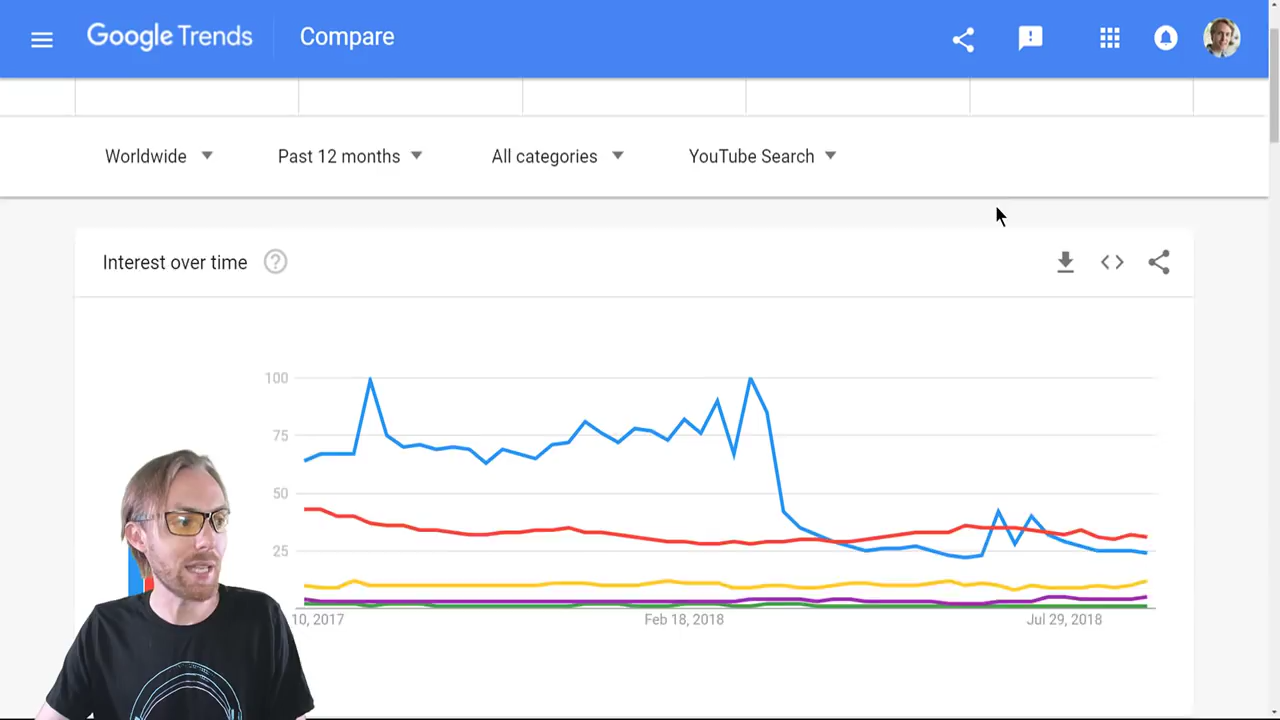 Google Trends Compare
Worldwide Past 12 months All categories YouTube Search
Interest over time ?
100
75
50
25
10, 2017 Feb 18, 2018 Jul 29, 2018